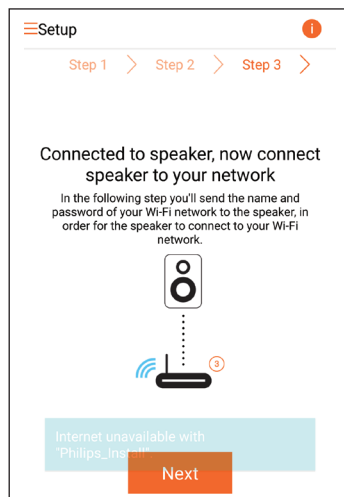 Setup
i
Step 1 > Step 2 > Step 3 >
Connected to speaker, now connect
speaker to your network
In the following step you'll send the name and
password of your Wi-Fi network to the speaker, in
order for the speaker to connect to your Wi-Fi
network.
3
Internet unavailable with
"Philips_Install".
Next